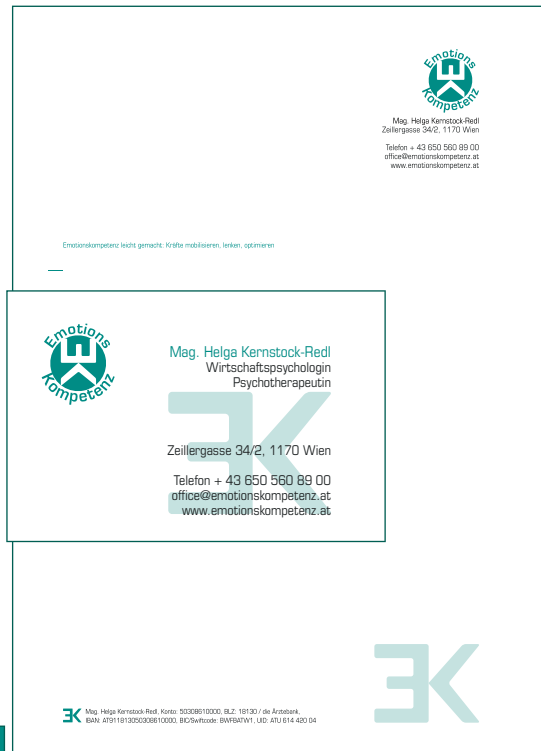 Emotions
EK
Kompetenz
Mag. Helga Kernstock-Redl
Zeillergasse 34/2, 1170 Wien
Telefon + 43 650 560 89 00
office@emotionskompetenz.at
www.emotionskompetenz.at
Emotionskompetenz leicht gemacht: Kräfte mobilisieren, lenken, optimieren
Emotions
EK
Kompetenz
Mag. Helga Kernstock-Redl
Wirtschaftspsychologin
Psychotherapeutin
EK
Zeillergasse 34/2, 1170 Wien
Telefon + 43 650 560 89 00
office@emotionskompetenz.at
www.emotionskompetenz.at
EK
EK
Mag. Helga Kernstock-Redl, Konto: 50308610000, BLZ: 18130 / die Ärztebank,
IBAN: AT911813050308610000, BIC/Swiftcode: BWFBATW1, UID: ATU 614 420 04